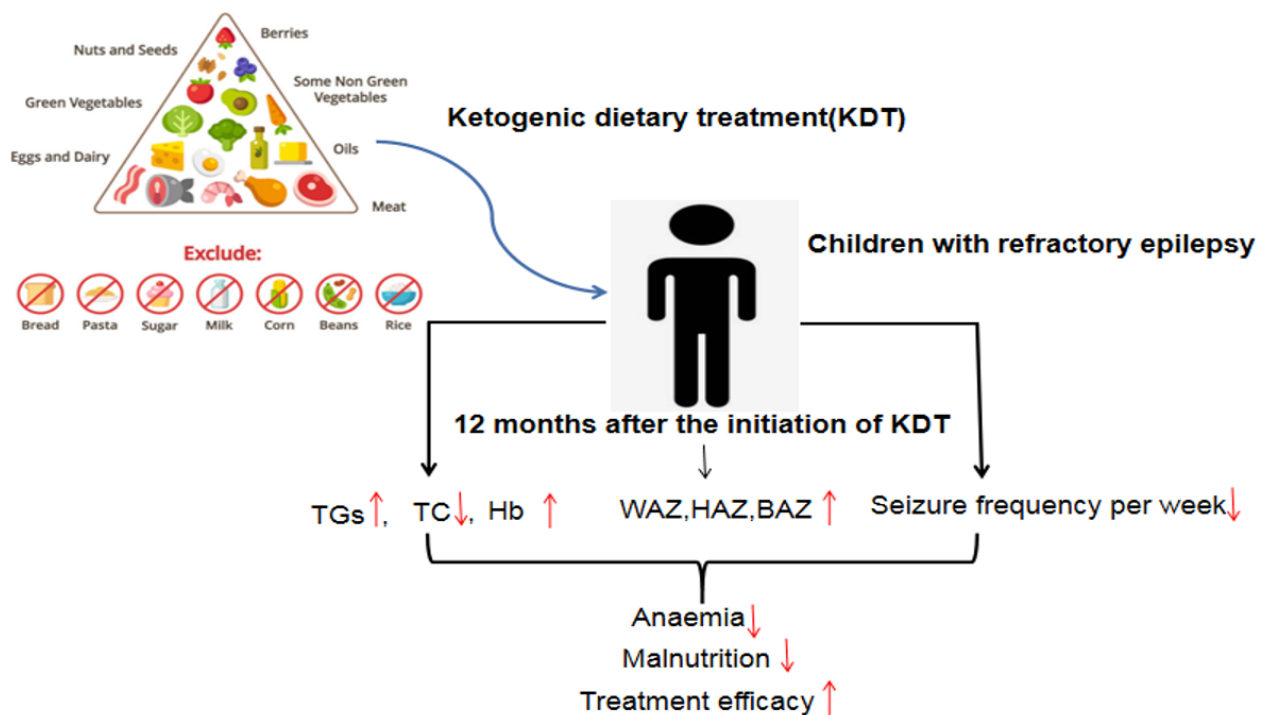 Berries
Nuts and Seeds
Some Non Green
Vegetables
Green Vegetables
Ketogenic dietary treatment(KDT)
Eggs and Dairy
Oils
Meat
Children with refractory epilepsy
Exclude:
Bread Pasta Sugar Milk Corn Beans Rice
12 months after the initiation of KDT
TGs↑, TC↓, Hb ↑ WAZ,HAZ,BAZ ↑ Seizure frequency per week↓
Anaemia↓
Malnutrition ↓
Treatment efficacy ↑